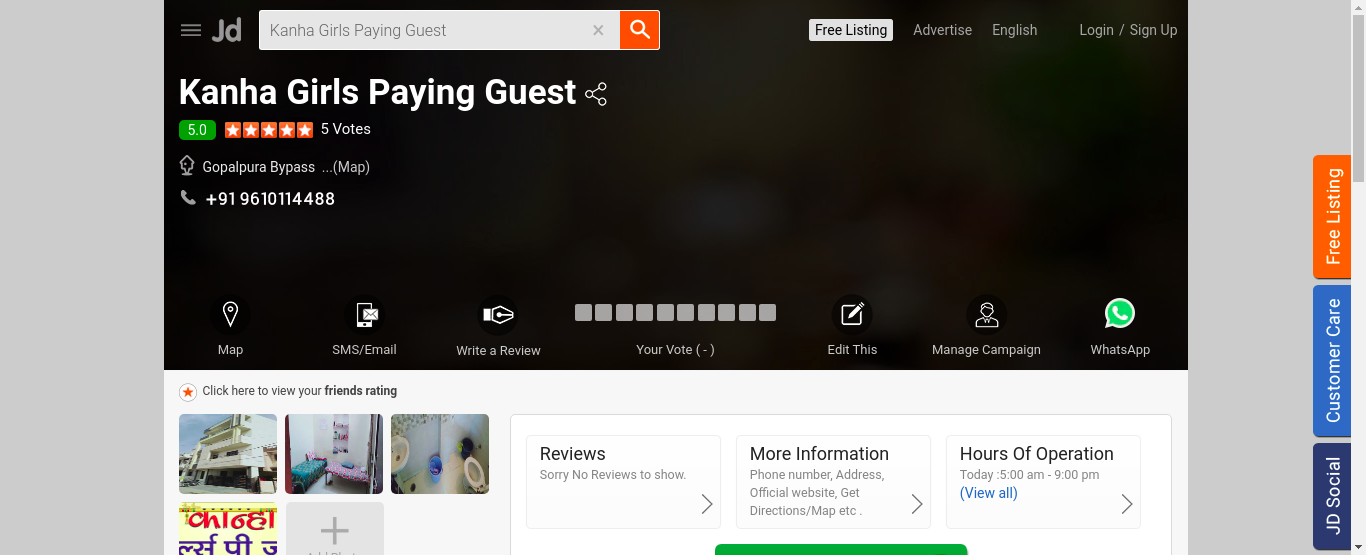 Jd
Kanha Girls Paying Guest
Free Listing
Advertise
English
Login / Sign Up
Kanha Girls Paying Guest
5.0
5 Votes
Gopalpura Bypass ...(Map)
+91 9610114488
Map
SMS/Email
Write a Review
Your Vote ( - )
Edit This
Manage Campaign
WhatsApp
Free Listing
Customer Care
JD Social
Click here to view your friends rating
Reviews
Sorry No Reviews to show.
More Information
Phone number, Address,
Official website, Get
Directions/Map etc .
Hours Of Operation
Today :5:00 am - 9:00 pm
(View all)
कान्हा